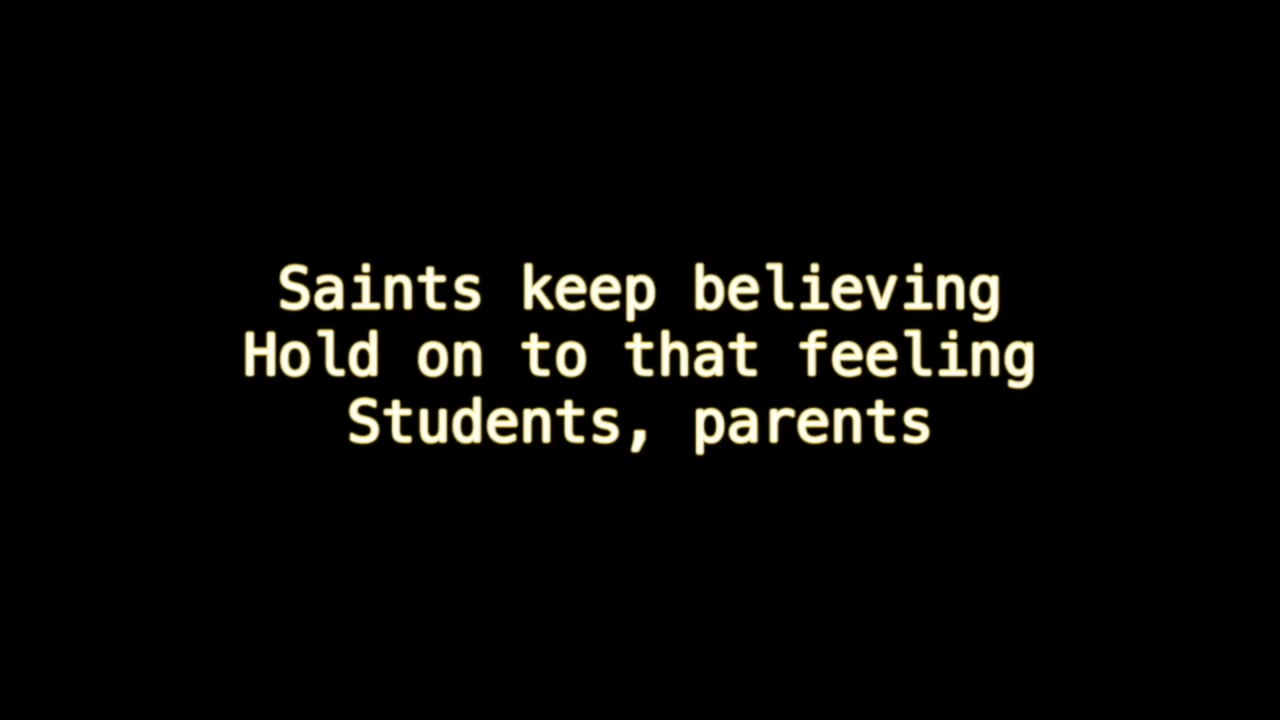 Saints keep believing
Hold on to that feeling
Students, parents